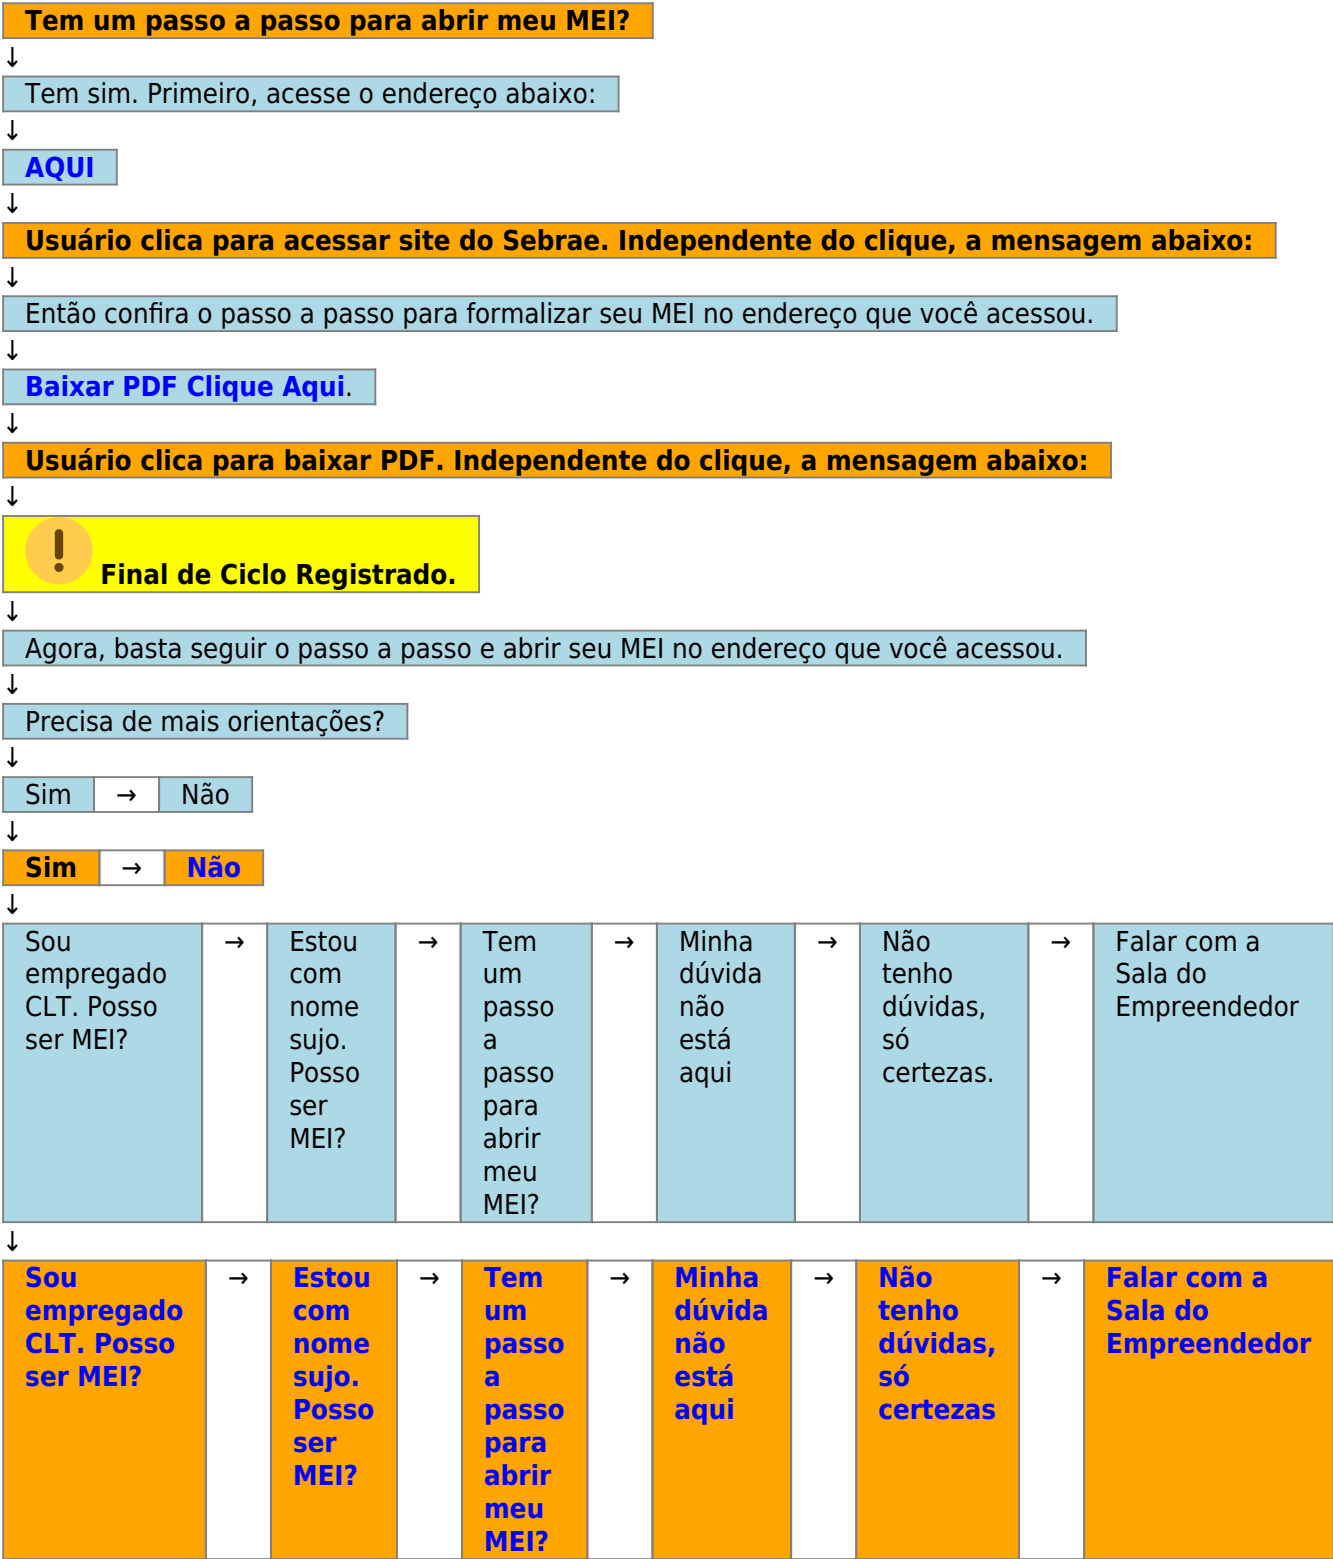 Tem um passo a passo para abrir meu MEI?
↓
Tem sim. Primeiro, acesse o endereço abaixo:
↓
AQUI
↓
Usuário clica para acessar site do Sebrae. Independente do clique, a mensagem abaixo:
↓
Então confira o passo a passo para formalizar seu MEI no endereço que você acessou.
↓
Baixar PDF Clique Aqui.
↓
Usuário clica para baixar PDF. Independente do clique, a mensagem abaixo:
↓
Final de Ciclo Registrado.
↓
Agora, basta seguir o passo a passo e abrir seu MEI no endereço que você acessou.
↓
Precisa de mais orientações?
↓
Sim → Não
↓
Sim → Não
↓
Sou
empregado
CLT. Posso
ser MEI?
→
Estou
com
nome
sujo.
Posso
ser
MEI?
→
Tem
um
passo
a
passo
para
abrir
meu
MEI?
→
Minha
dúvida
não
está
aqui
→
Não
tenho
dúvidas,
só
certezas.
→
Falar com a
Sala do
Empreendedor
↓
Sou
empregado
CLT. Posso
ser MEI?
→
Estou
com
nome
sujo.
Posso
ser
MEI?
→
Tem
um
passo
a
passo
para
abrir
meu
MEI?
→
Minha
dúvida
não
está
aqui
→
Não
tenho
dúvidas,
só
certezas
→
Falar com a
Sala do
Empreendedor